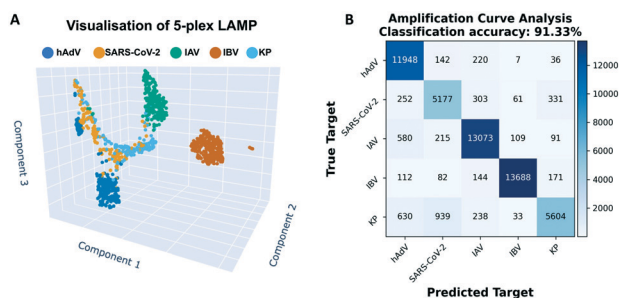 A
Visualisation of 5-plex LAMP
hAdV SARS-CoV-2 IAV IBV KP
Component 3
Component 1
Component 2
B
Amplification Curve Analysis
Classification accuracy: 91.33%
True Target
hAdV 11948 142 220 7 36
SARS-CoV-2 252 5177 303 61 331
IAV 580 215 13073 109 91
IBV 112 82 144 13688 171
KP 630 939 238 33 5604
hAdV SARS-CoV-2 IAV IBV KP
Predicted Target
12000
10000
8000
6000
4000
2000